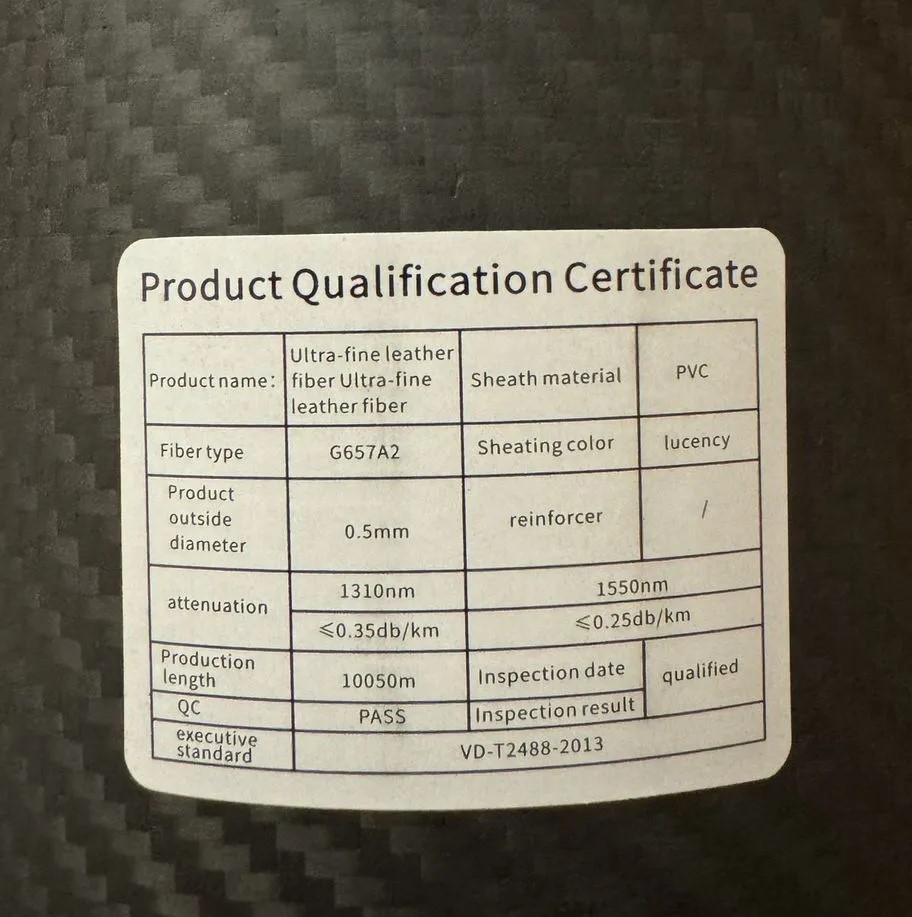 Product Qualification Certificate
Product name:
Ultra-fine leather
fiber Ultra-fine
leather fiber
Sheath material
PVC
Fiber type
G657A2
Sheating color
lucency
Product
outside
diameter
0.5mm
reinforcer
/
attenuation
1310nm
1550nm
≤0.35db/km
≤0.25db/km
Production
length
10050m
Inspection date
qualified
QC
PASS
Inspection result
executive
standard
VD-T2488-2013